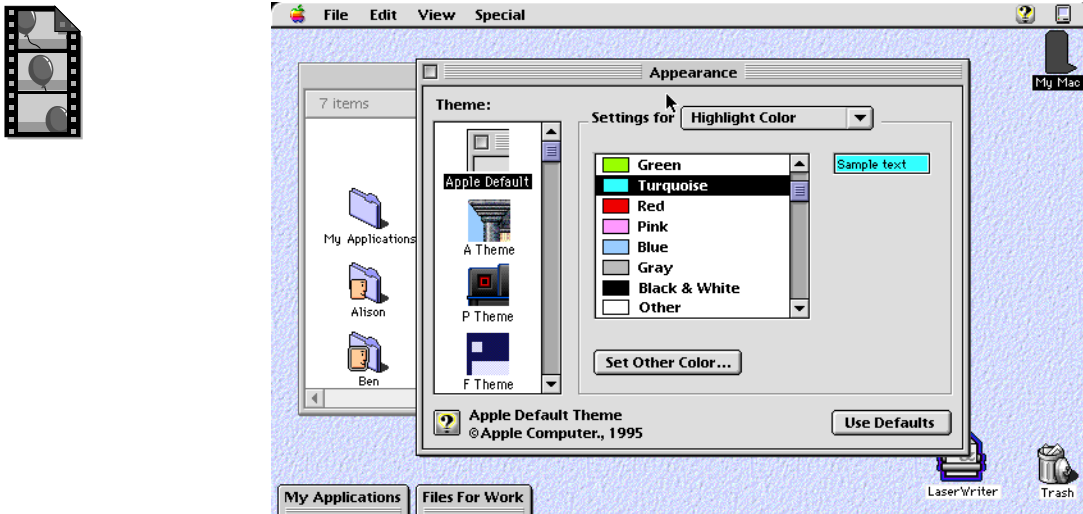 File Edit View Special
My Mac
Appearance
7 items
Theme:
Settings for Highlight Color
Apple Default
A Theme
P Theme
F Theme
Green
Turquoise
Red
Pink
Blue
Gray
Black & White
Other
Sample text
Set Other Color...
My Applications
Alison
Ben
Apple Default Theme
©Apple Computer., 1995
Use Defaults
LaserWriter
Trash
My Applications
Files For Work